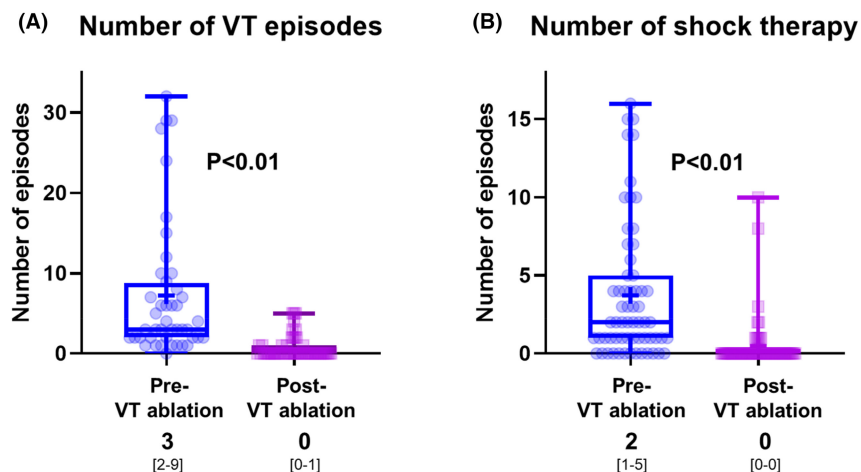 (A) Number of VT episodes
Number of episodes
30
20
10
0
P<0.01
Pre-
VT ablation
3
[2-9]
Post-
VT ablation
0
[0-1]
(B) Number of shock therapy
Number of episodes
15
10
5
0
P<0.01
Pre-
VT ablation
2
[1-5]
Post-
VT ablation
0
[0-0]